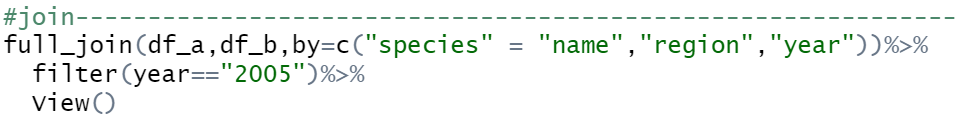 #join-------------------------------------------------------------
full_join(df_a,df_b,by=c("species" = "name","region","year"))%>%
  filter(year=="2005")%>%
  view()